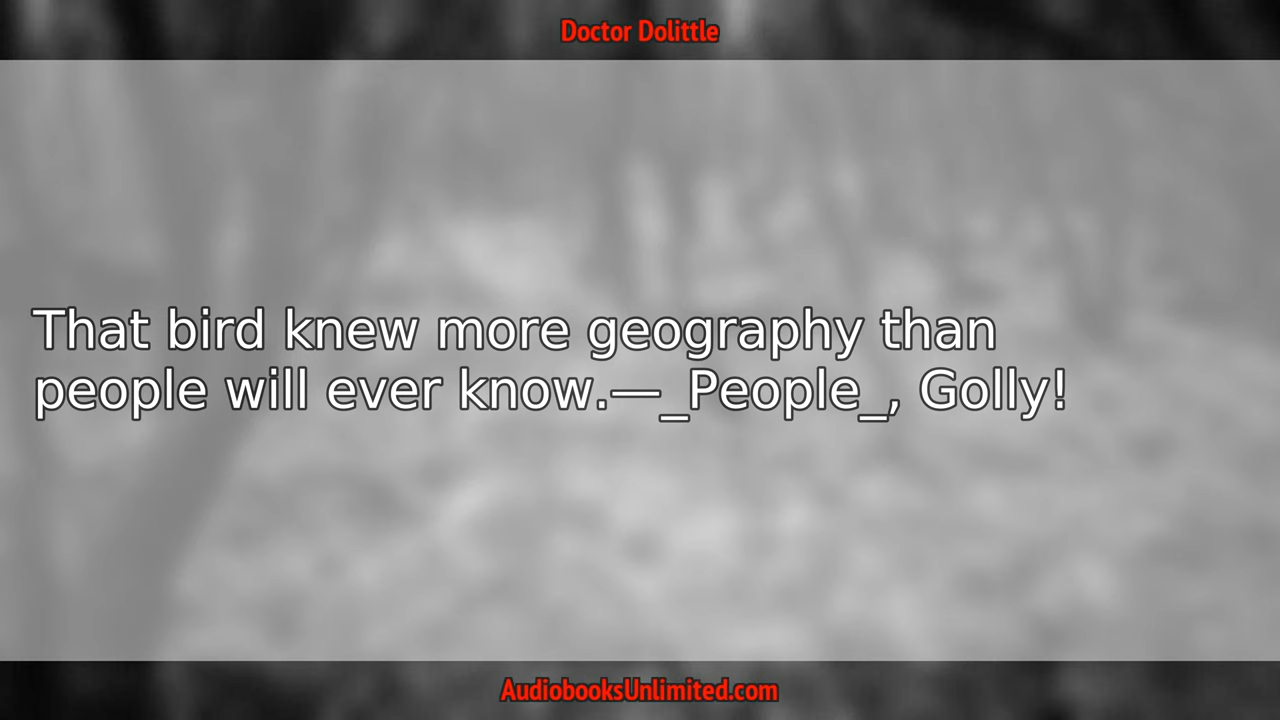 Doctor Dolittle
That bird knew more geography than
people will ever know.—_People_, Golly!
AudiobooksUnlimited.com